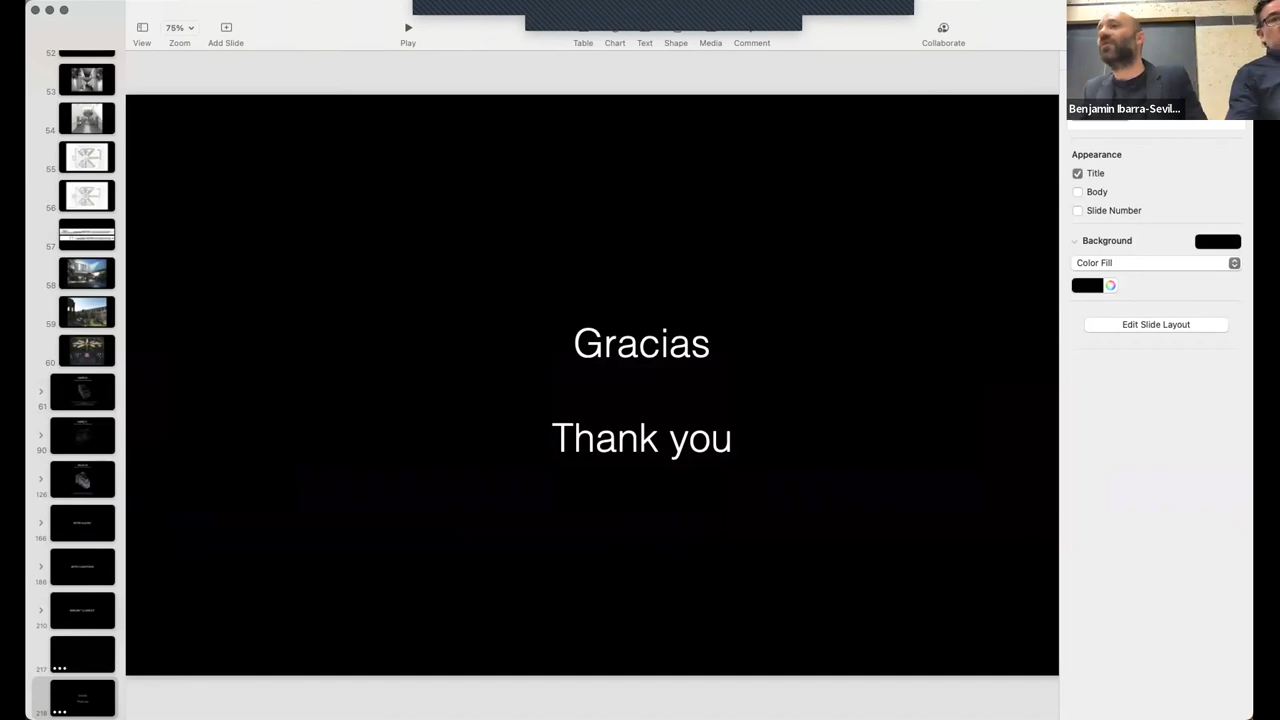 75%
View
Zoom
Add Slide
Play
Table
Chart
Text
Shape
Media
Comment
Collaborate
Benjamin Ibarra-Sevil...
52
53
54
55
56
57
58
59
60
61
90
126
166
186
210
217
218
Gracias
Thank you
Appearance
Title
Body
Slide Number
Background
Color Fill
Edit Slide Layout